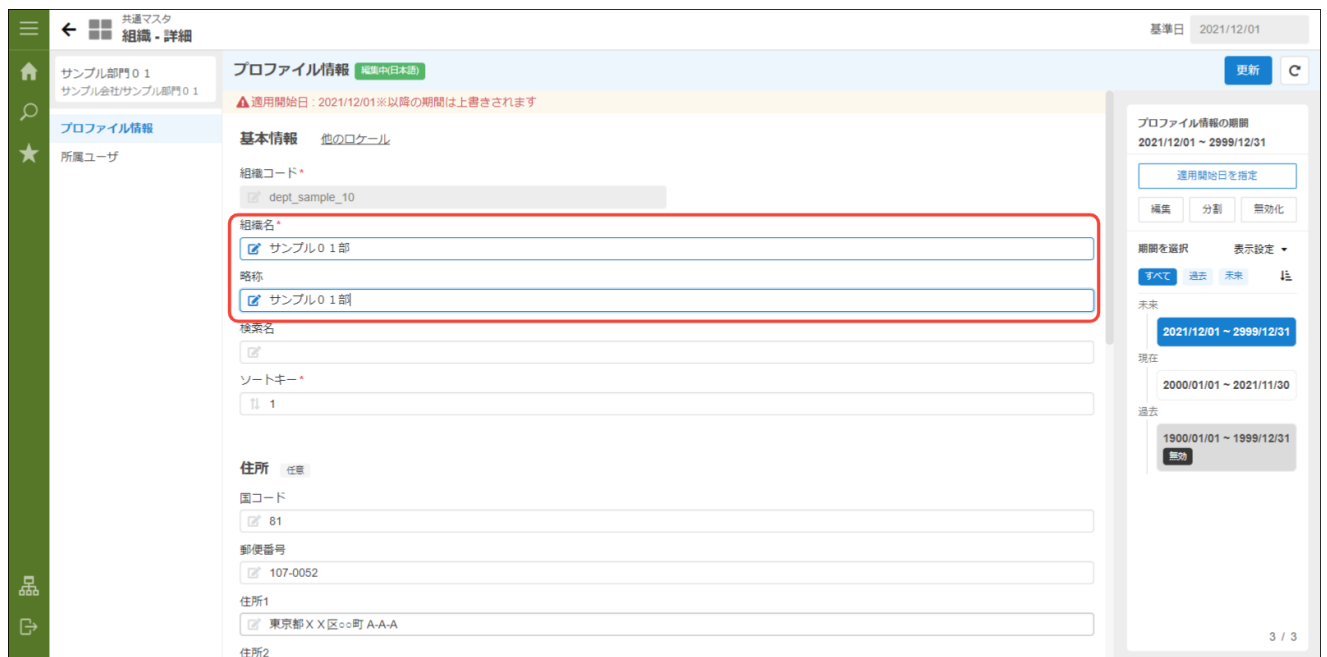 共通マスタ
組織 - 詳細
基準日 2021/12/01
サンプル部門０１
サンプル会社/サンプル部門０１
プロファイル情報
所属ユーザ
プロファイル情報 編集中(日本語)
更新
適用開始日 : 2021/12/01※以降の期間は上書きされます
基本情報 他のロケール
組織コード*
dept_sample_10
組織名*
サンプル０１部
略称
サンプル０１部
検索名
ソートキー*
1
住所 任意
国コード
81
郵便番号
107-0052
住所1
東京都ＸＸ区○○町 A-A-A
住所2
プロファイル情報の期間
2021/12/01 ~ 2999/12/31
適用開始日を指定
編集 分割 無効化
期間を選択 表示設定
すべて 過去 未来
未来
2021/12/01 ~ 2999/12/31
現在
2000/01/01 ~ 2021/11/30
過去
1900/01/01 ~ 1999/12/31
無効
3 / 3